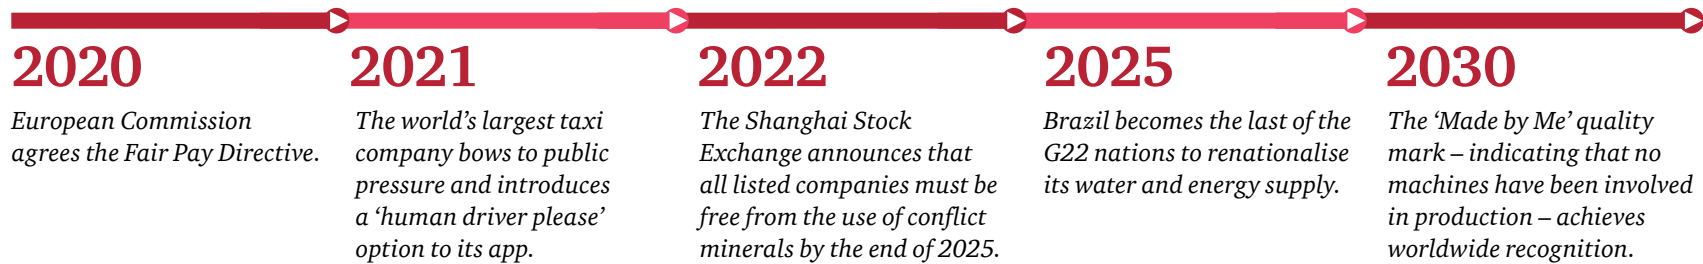 2020
European Commission
agrees the Fair Pay Directive.
2021
The world’s largest taxi
company bows to public
pressure and introduces
a ‘human driver please’
option to its app.
2022
The Shanghai Stock
Exchange announces that
all listed companies must be
free from the use of conflict
minerals by the end of 2025.
2025
Brazil becomes the last of the
G22 nations to renationalise
its water and energy supply.
2030
The ‘Made by Me’ quality
mark – indicating that no
machines have been involved
in production – achieves
worldwide recognition.